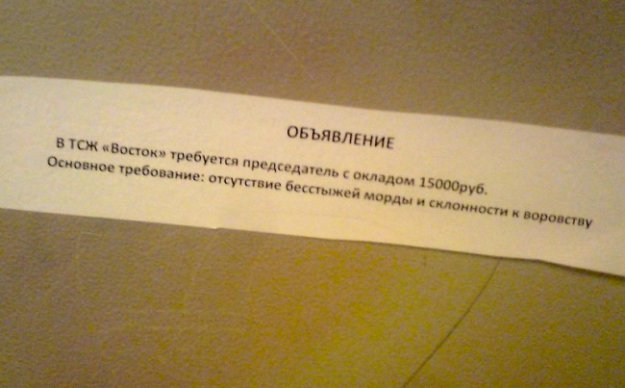 ОБЪЯВЛЕНИЕ
В ТСЖ «Восток» требуется председатель с окладом 15000руб.
Основное требование: отсутствие бесстыжей морды и склонности к воровству